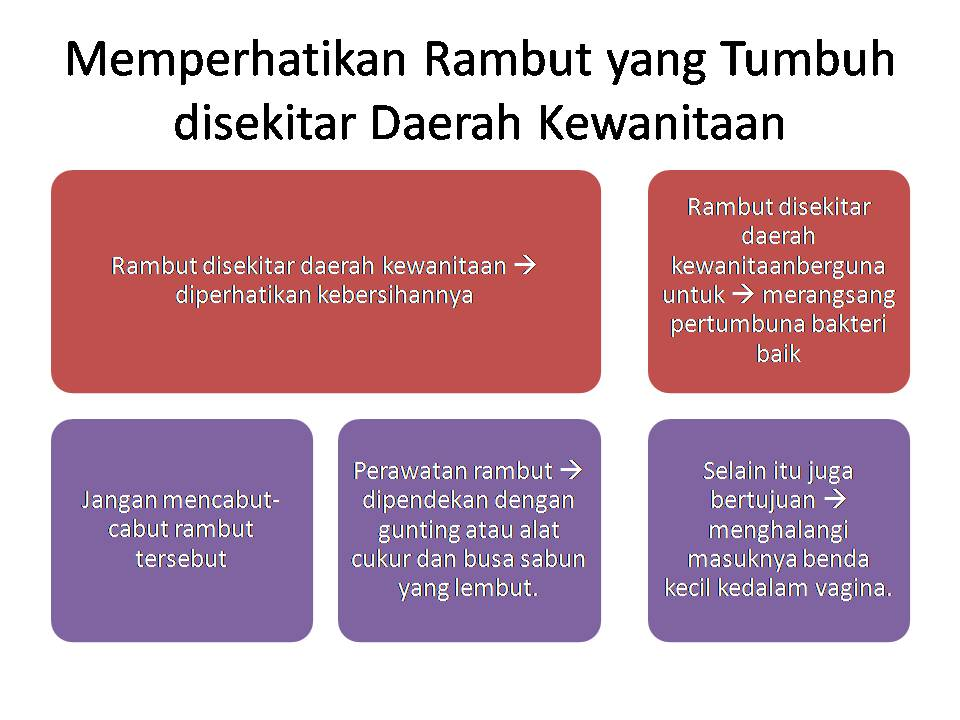 Memperhatikan Rambut yang Tumbuh
disekitar Daerah Kewanitaan
Rambut disekitar daerah kewanitaan →
diperhatikan kebersihannya
Rambut disekitar
daerah
kewanitaanberguna
untuk → merangsang
pertumbuna bakteri
baik
Jangan mencabut-
cabut rambut
tersebut
Perawatan rambut →
dipendekan dengan
gunting atau alat
cukur dan busa sabun
yang lembut.
Selain itu juga
bertujuan →
menghalangi
masuknya benda
kecil kedalam vagina.